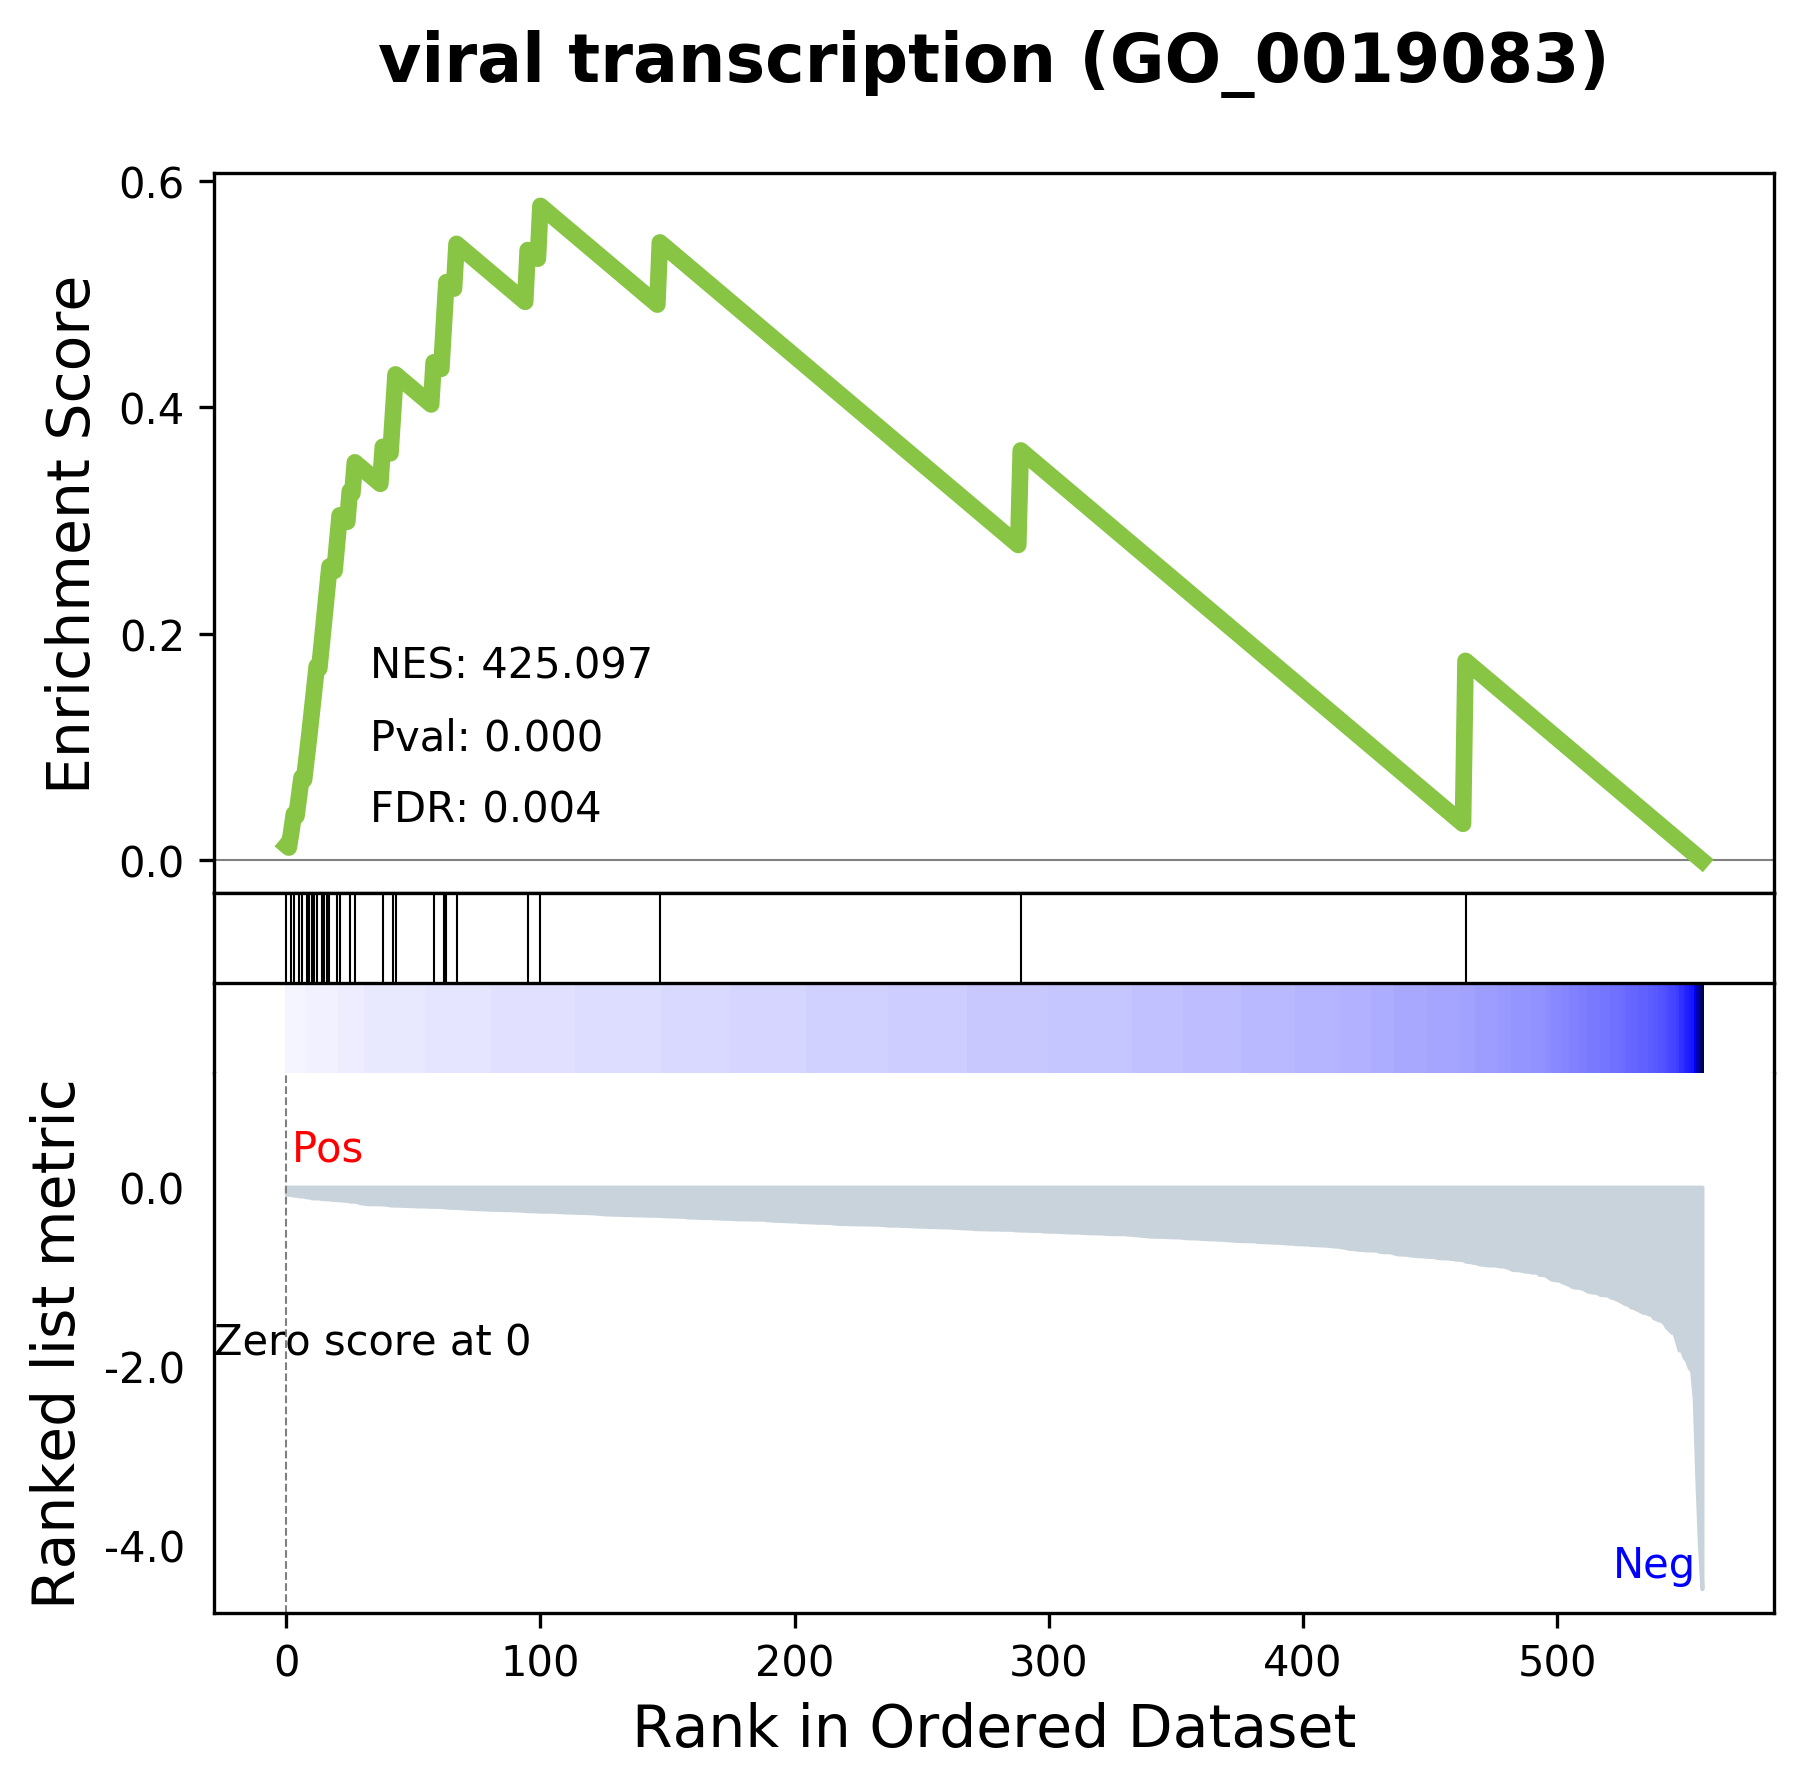 viral transcription (GO_0019083)
0.6
0.4
0.2
0.0
Enrichment Score
NES: 425.097
Pval: 0.000
FDR: 0.004
Pos
0.0
-2.0
-4.0
Ranked list metric
Zero score at 0
Neg
0 100 200 300 400 500
Rank in Ordered Dataset